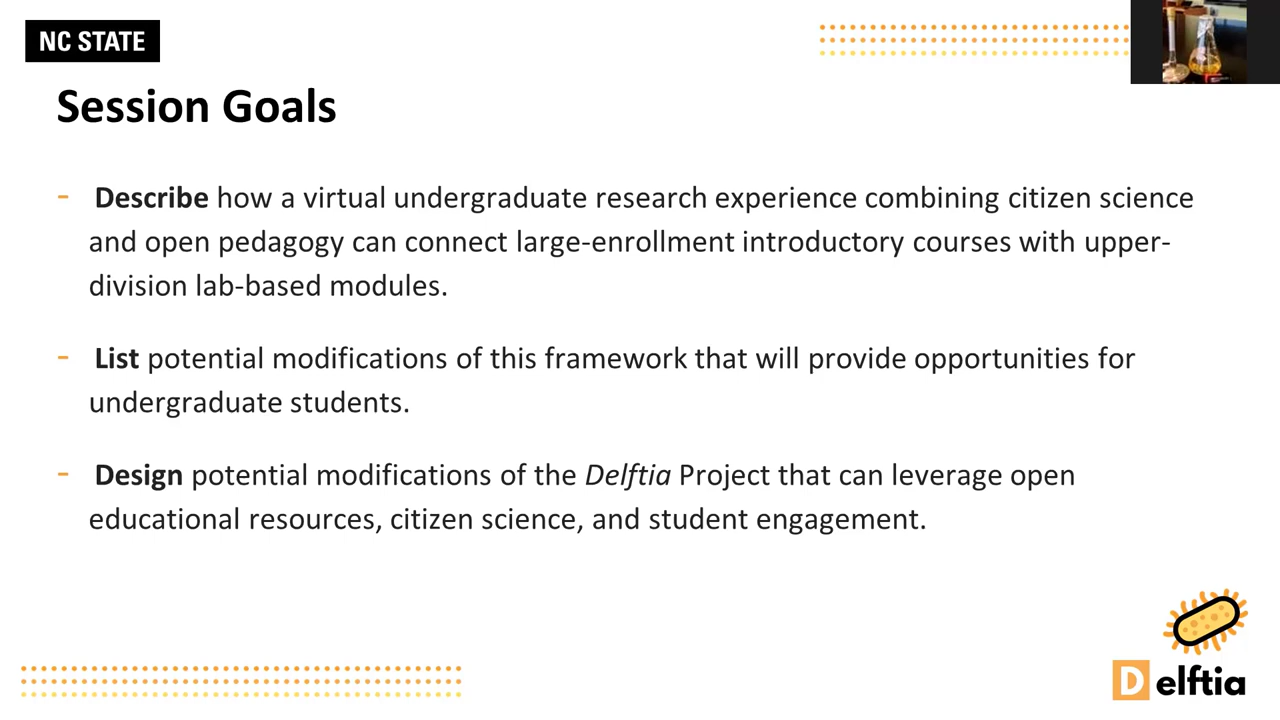 NC STATE
Session Goals
- Describe how a virtual undergraduate research experience combining citizen science
and open pedagogy can connect large-enrollment introductory courses with upper-
division lab-based modules.
- List potential modifications of this framework that will provide opportunities for
undergraduate students.
- Design potential modifications of the Delftia Project that can leverage open
educational resources, citizen science, and student engagement.
Delftia